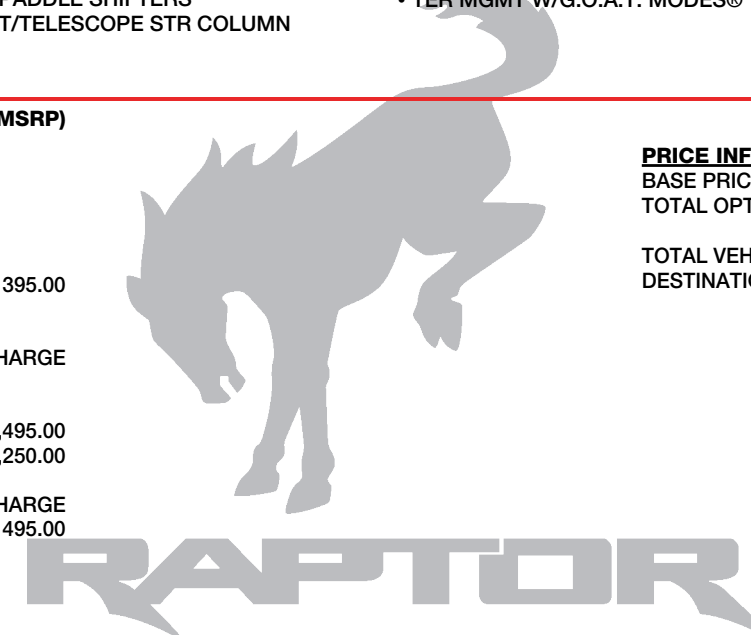 PADDLE SHIFTERS
T/TELESCOPE STR COLUMN
• TER MGMT W/G.O.A.T. MODES®
MSRP)
395.00
HARGE
,495.00
,250.00
HARGE
495.00
PRICE INF
BASE PRIC
TOTAL OPT
TOTAL VEH
DESTINATIO
RAPTOR